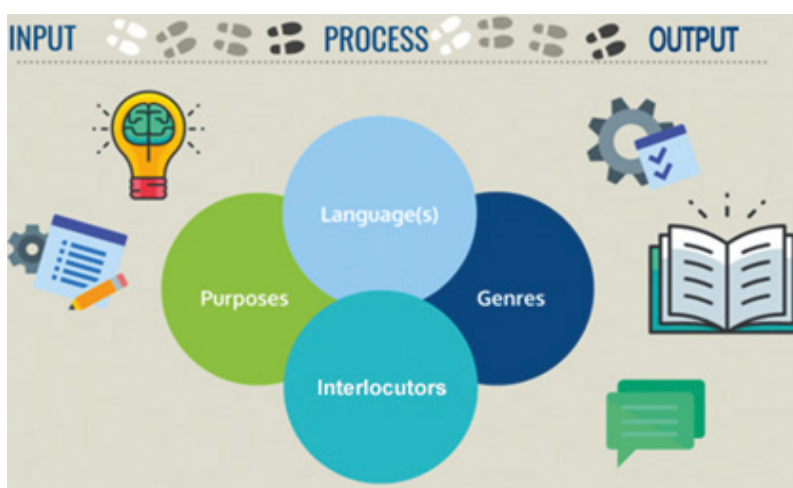 INPUT PROCESS OUTPUT
Language(s)
Purposes
Genres
Interlocutors